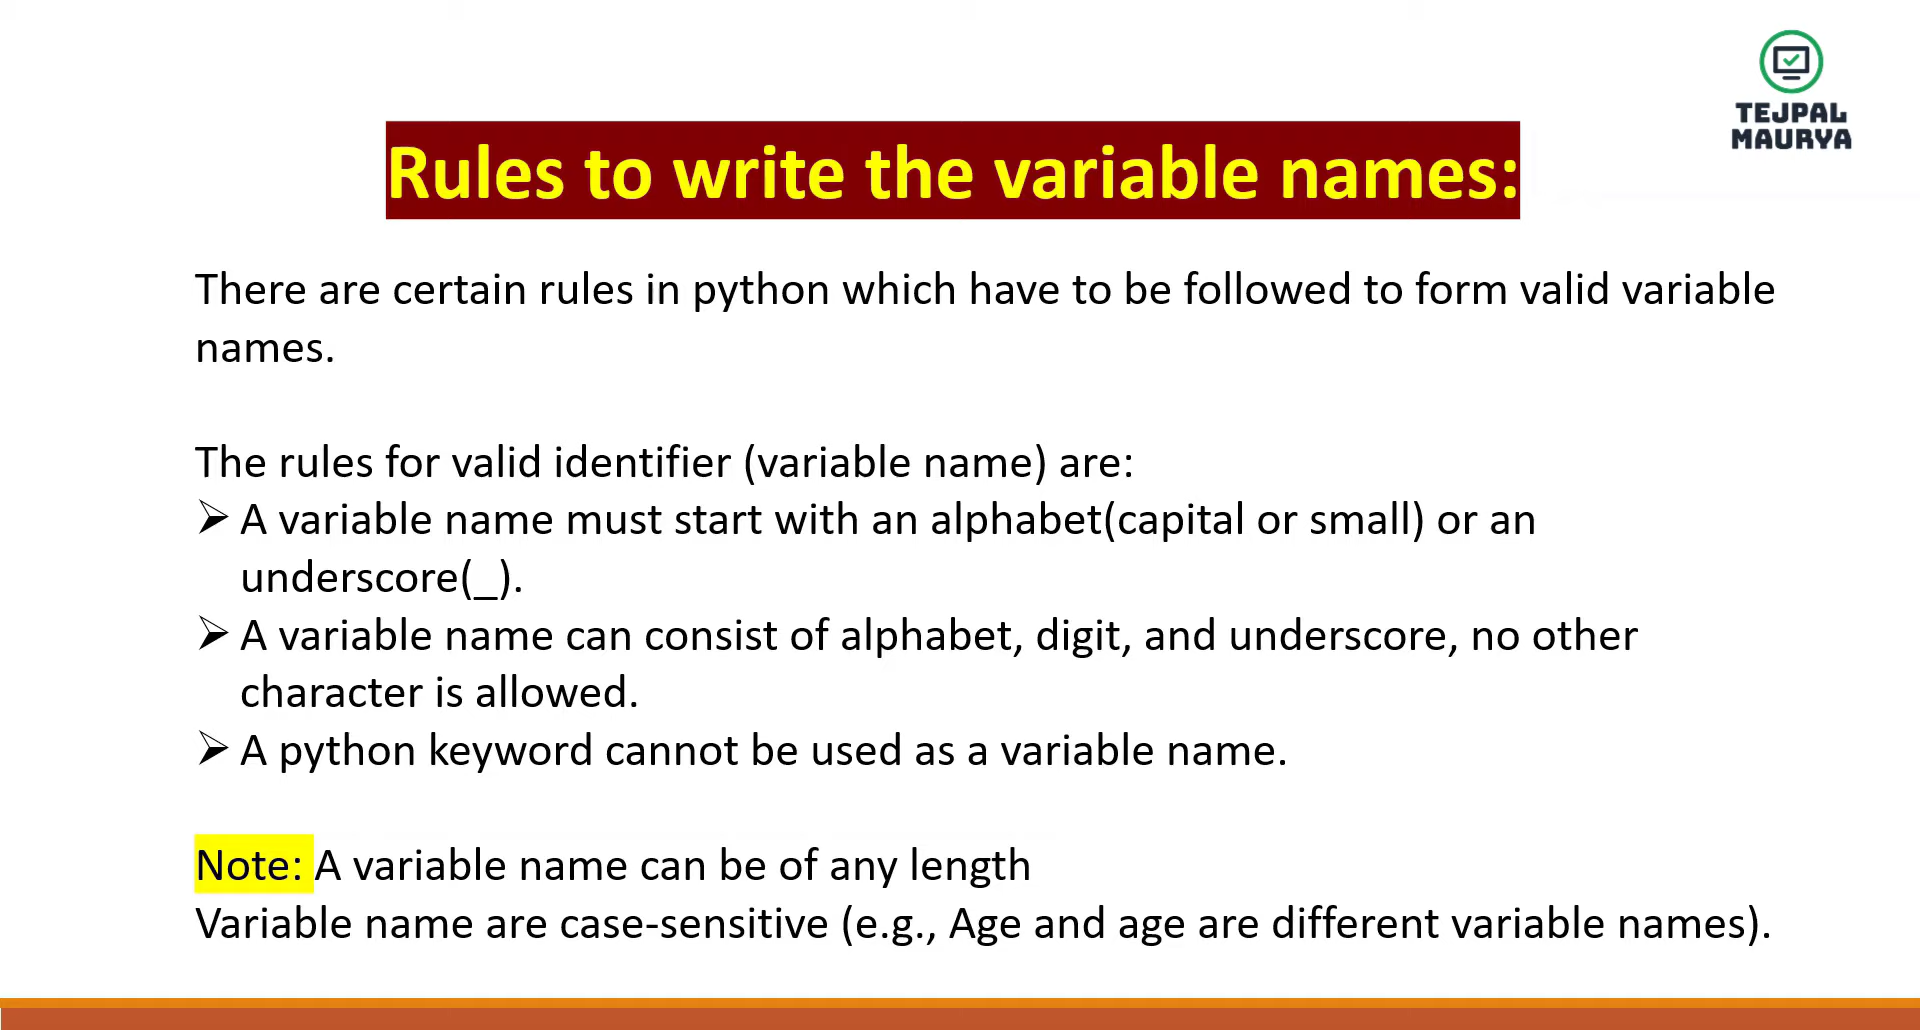 TEJPAL
MAURYA
Rules to write the variable names:
There are certain rules in python which have to be followed to form valid variable
names.
The rules for valid identifier (variable name) are:
➢ A variable name must start with an alphabet(capital or small) or an
underscore(_).
➢ A variable name can consist of alphabet, digit, and underscore, no other
character is allowed.
➢ A python keyword cannot be used as a variable name.
Note: A variable name can be of any length
Variable name are case-sensitive (e.g., Age and age are different variable names).